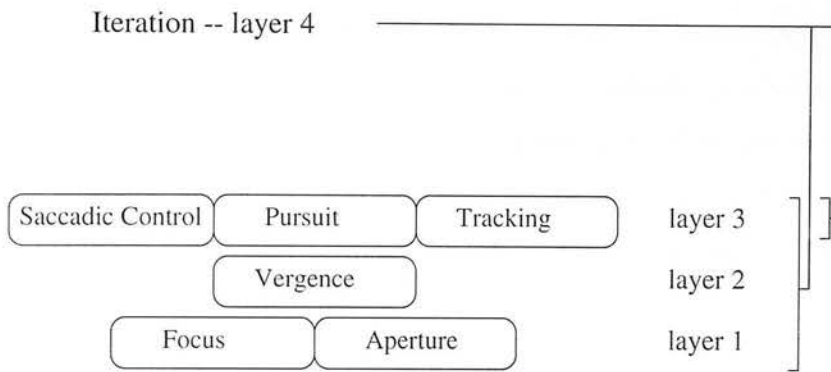 Iteration -- layer 4
Saccadic Control Pursuit Tracking layer 3
Vergence layer 2
Focus Aperture layer 1